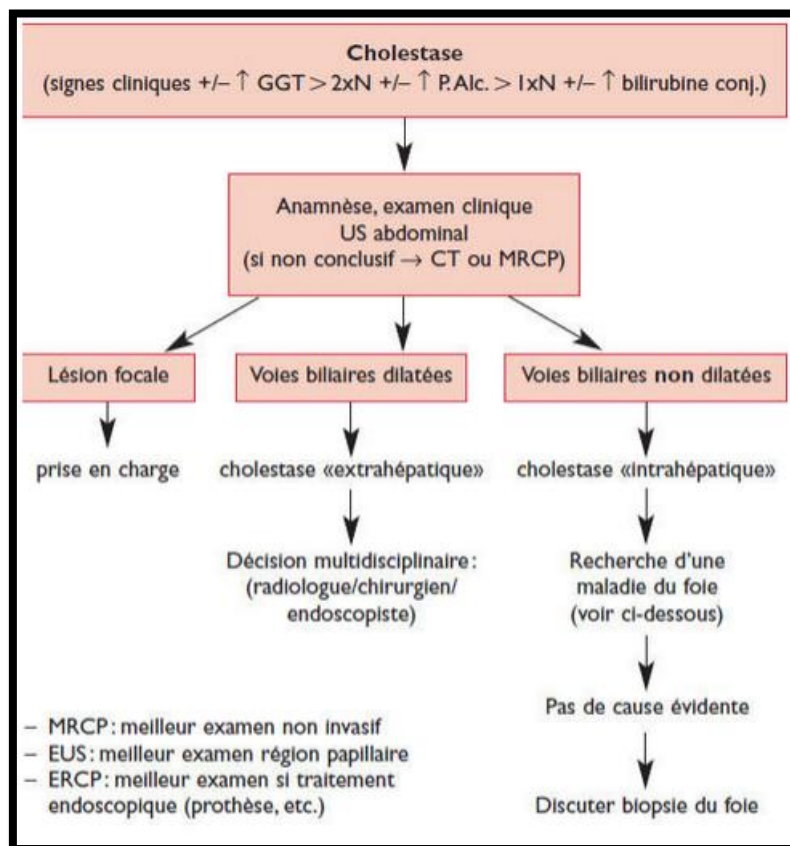 Cholestase
(signes cliniques +/– ↑ GGT > 2xN +/– ↑ P.Alc. > 1xN +/– ↑ bilirubine conj.)
Anamnèse, examen clinique
US abdominal
(si non conclusif → CT ou MRCP)
Lésion focale
Voies biliaires dilatées
Voies biliaires non dilatées
prise en charge
cholestase «extrahépatique»
cholestase «intrahépatique»
Décision multidisciplinaire:
(radiologue/chirurgien/
endoscopiste)
Recherche d'une
maladie du foie
(voir ci-dessous)
Pas de cause évidente
Discuter biopsie du foie
– MRCP: meilleur examen non invasif
– EUS: meilleur examen région papillaire
– ERCP: meilleur examen si traitement
endoscopique (prothèse, etc.)